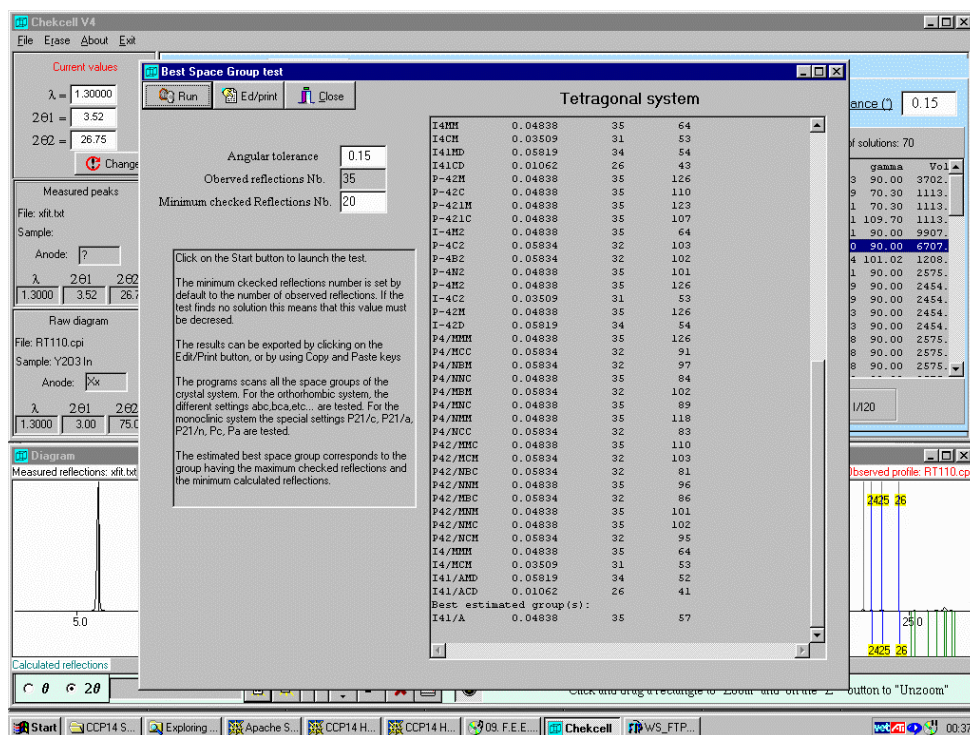 Chekcell V4
File Erase About Exit
Current values
λ = 1.30000
2θ1 = 3.52
2θ2 = 26.75
Change
Measured peaks
File: xfit.txt
Sample:
Anode: ?
λ 2θ1 2θ2
1.3000 3.52 26.7
Raw diagram
File: RT110.cpi
Sample: Y203 In
Anode: Xx
λ 2θ1 2θ2
1.3000 3.00 75.0
Best Space Group test
Run Ed/print Close
Angular tolerance 0.15
Oberved reflections Nb. 35
Minimum checked Reflections Nb. 20
Click on the Start button to launch the test.
The minimum ckecked reflections number is set by
default to the number of observed reflections. If the
test finds no solution this means that this value must
be decresed.
The results can be exported by clicking on the
Edit/Print button, or by using Copy and Paste keys
The programs scans all the space groups of the
crystal system. For the orthorhombic system, the
different settings abc,bca,etc... are tested. For the
monoclinic system the special settings P21/c, P21/a,
P21/n, Pc, Pa are tested.
The estimated best space group corresponds to the
group having the maximum checked reflections and
the minimum calculated reflections.
Tetragonal system
I4MM 0.04838 35 64
I4CM 0.03509 31 53
I41MD 0.05819 34 54
I41CD 0.01062 26 43
P-42M 0.04838 35 126
P-42C 0.04838 35 110
P-421M 0.04838 35 123
P-421C 0.04838 35 107
I-4M2 0.04838 35 64
P-4C2 0.05834 32 103
P-4B2 0.05834 32 102
P-4N2 0.04838 35 101
P-4M2 0.04838 35 126
I-4C2 0.03509 31 53
P-42M 0.04838 35 126
I-42D 0.05819 34 54
P4/MMM 0.04838 35 126
P4/MCC 0.05834 32 91
P4/NBM 0.05834 32 97
P4/NNC 0.04838 35 84
P4/MBM 0.05834 32 102
P4/MNC 0.04838 35 89
P4/NMM 0.04838 35 118
P4/NCC 0.05834 32 83
P42/MMC 0.04838 35 110
P42/MCM 0.05834 32 103
P42/NBC 0.05834 32 81
P42/NNM 0.04838 35 96
P42/MBC 0.05834 32 86
P42/MNM 0.04838 35 101
P42/NMC 0.04838 35 102
P42/NCM 0.05834 32 95
I4/MMM 0.04838 35 64
I4/MCM 0.03509 31 53
I41/AMD 0.05819 34 52
I41/ACD 0.01062 26 41
Best estimated group(s):
I41/A 0.04838 35 57
ance (°) 0.15
of solutions: 70
gamma Vol
3 90.00 3702.
9 70.30 1113.
1 70.30 1113.
1 109.70 1113.
1 90.00 9907.
0 90.00 6707.
4 101.02 1208.
1 90.00 2575.
9 90.00 2454.
9 90.00 2454.
3 90.00 2454.
8 90.00 2575.
8 90.00 2575.
8 90.00 2575.
I/I20
Diagram
Measured reflections: xfit.txt
Observed profile: RT110.cpi
2425 26
5.0
25.0
2425 26
Calculated reflections
θ 2θ
Click and drag a rectangle to "Zoom" and on the "Z" button to "Unzoom"
Start CCP14 S... Exploring ... Apache S... CCP14 H... CCP14 H... 09. F.E.E... Chekcell WS_FTP... 00:37